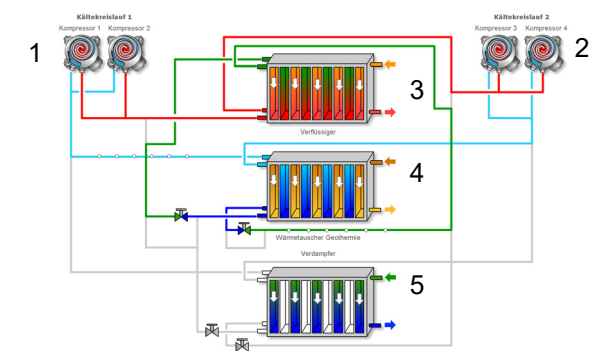 Kältekreislauf 1
Kompressor 1 Kompressor 2
1
Kältekreislauf 2
Kompressor 3 Kompressor 4
2
3
Verflüssiger
4
Wärmetauscher Geothermie
Verdampfer
5